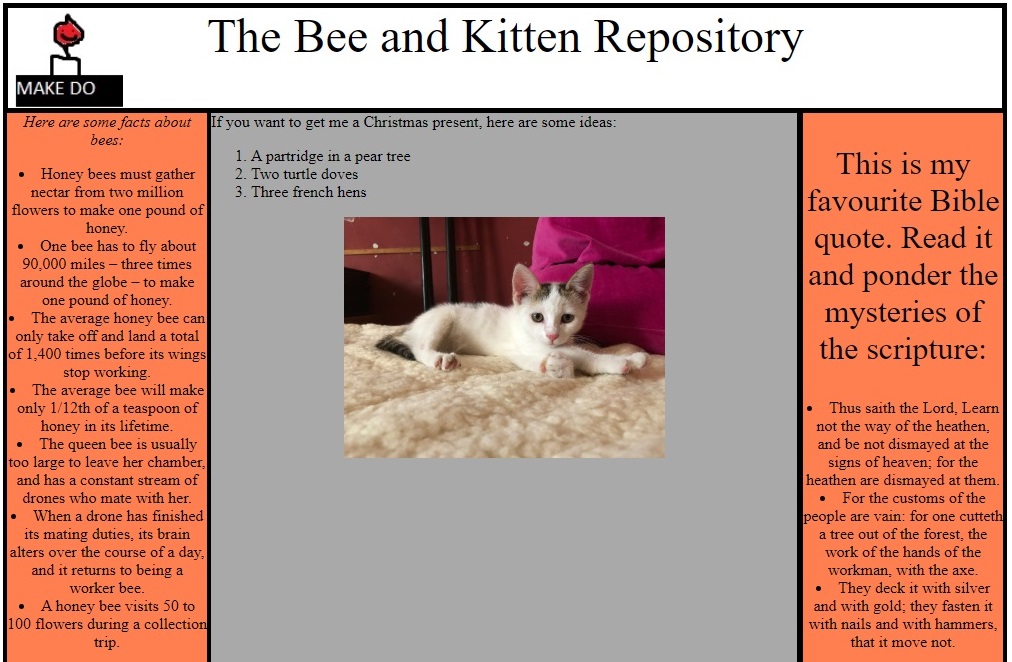 The Bee and Kitten Repository
MAKE DO
Here are some facts about
bees:
• Honey bees must gather
nectar from two million
flowers to make one pound of
honey.
• One bee has to fly about
90,000 miles – three times
around the globe – to make
one pound of honey.
• The average honey bee can
only take off and land a total
of 1,400 times before its wings
stop working.
• The average bee will make
only 1/12th of a teaspoon of
honey in its lifetime.
• The queen bee is usually
too large to leave her chamber,
and has a constant stream of
drones who mate with her.
• When a drone has finished
its mating duties, its brain
alters over the course of a day,
and it returns to being a
worker bee.
• A honey bee visits 50 to
100 flowers during a collection
trip.
If you want to get me a Christmas present, here are some ideas:
1. A partridge in a pear tree
2. Two turtle doves
3. Three french hens
This is my
favourite Bible
quote. Read it
and ponder the
mysteries of
the scripture:
• Thus saith the Lord, Learn
not the way of the heathen,
and be not dismayed at the
signs of heaven; for the
heathen are dismayed at them.
• For the customs of the
people are vain: for one cutteth
a tree out of the forest, the
work of the hands of the
workman, with the axe.
• They deck it with silver
and with gold; they fasten it
with nails and with hammers,
that it move not.